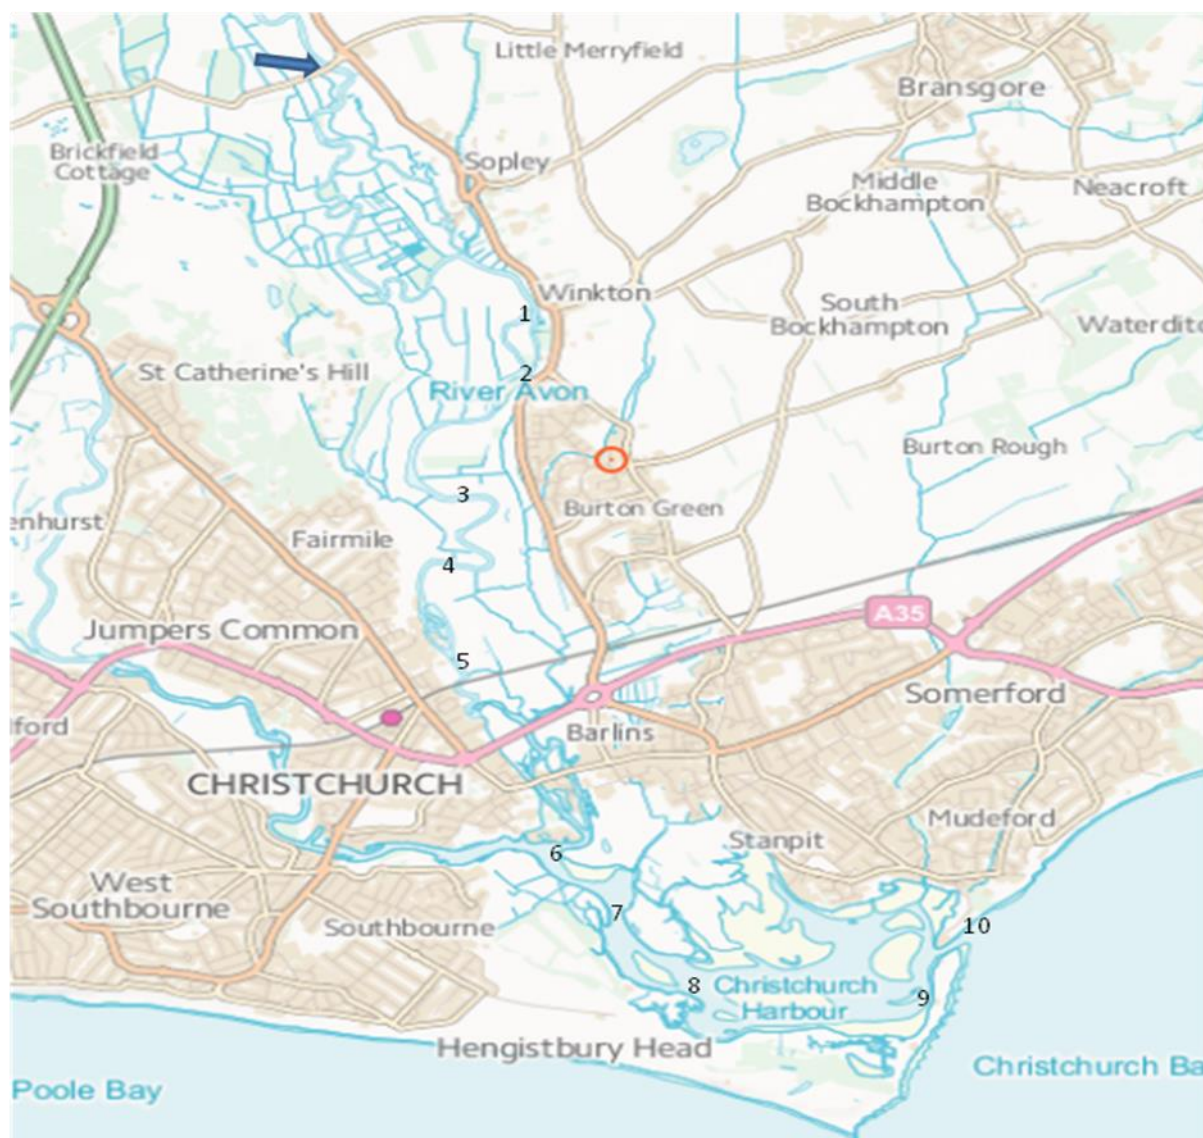 Little Merryfield
Bransgore
Brickfield
Cottage
Sopley
Middle
Bockhampton
Neacroft
Winkton
1
South
Bockhampton
Waterditc
St Catherine's Hill
2
River Avon
Burton Rough
3
Burton Green
enhurst
Fairmile
4
A35
Jumpers Common
5
Somerford
lford
Barlins
CHRISTCHURCH
Mudeford
Stanpit
6
West
Southbourne
7
Southbourne
10
8
Christchurch
Harbour
9
Hengistbury Head
Christchurch Ba
Poole Bay